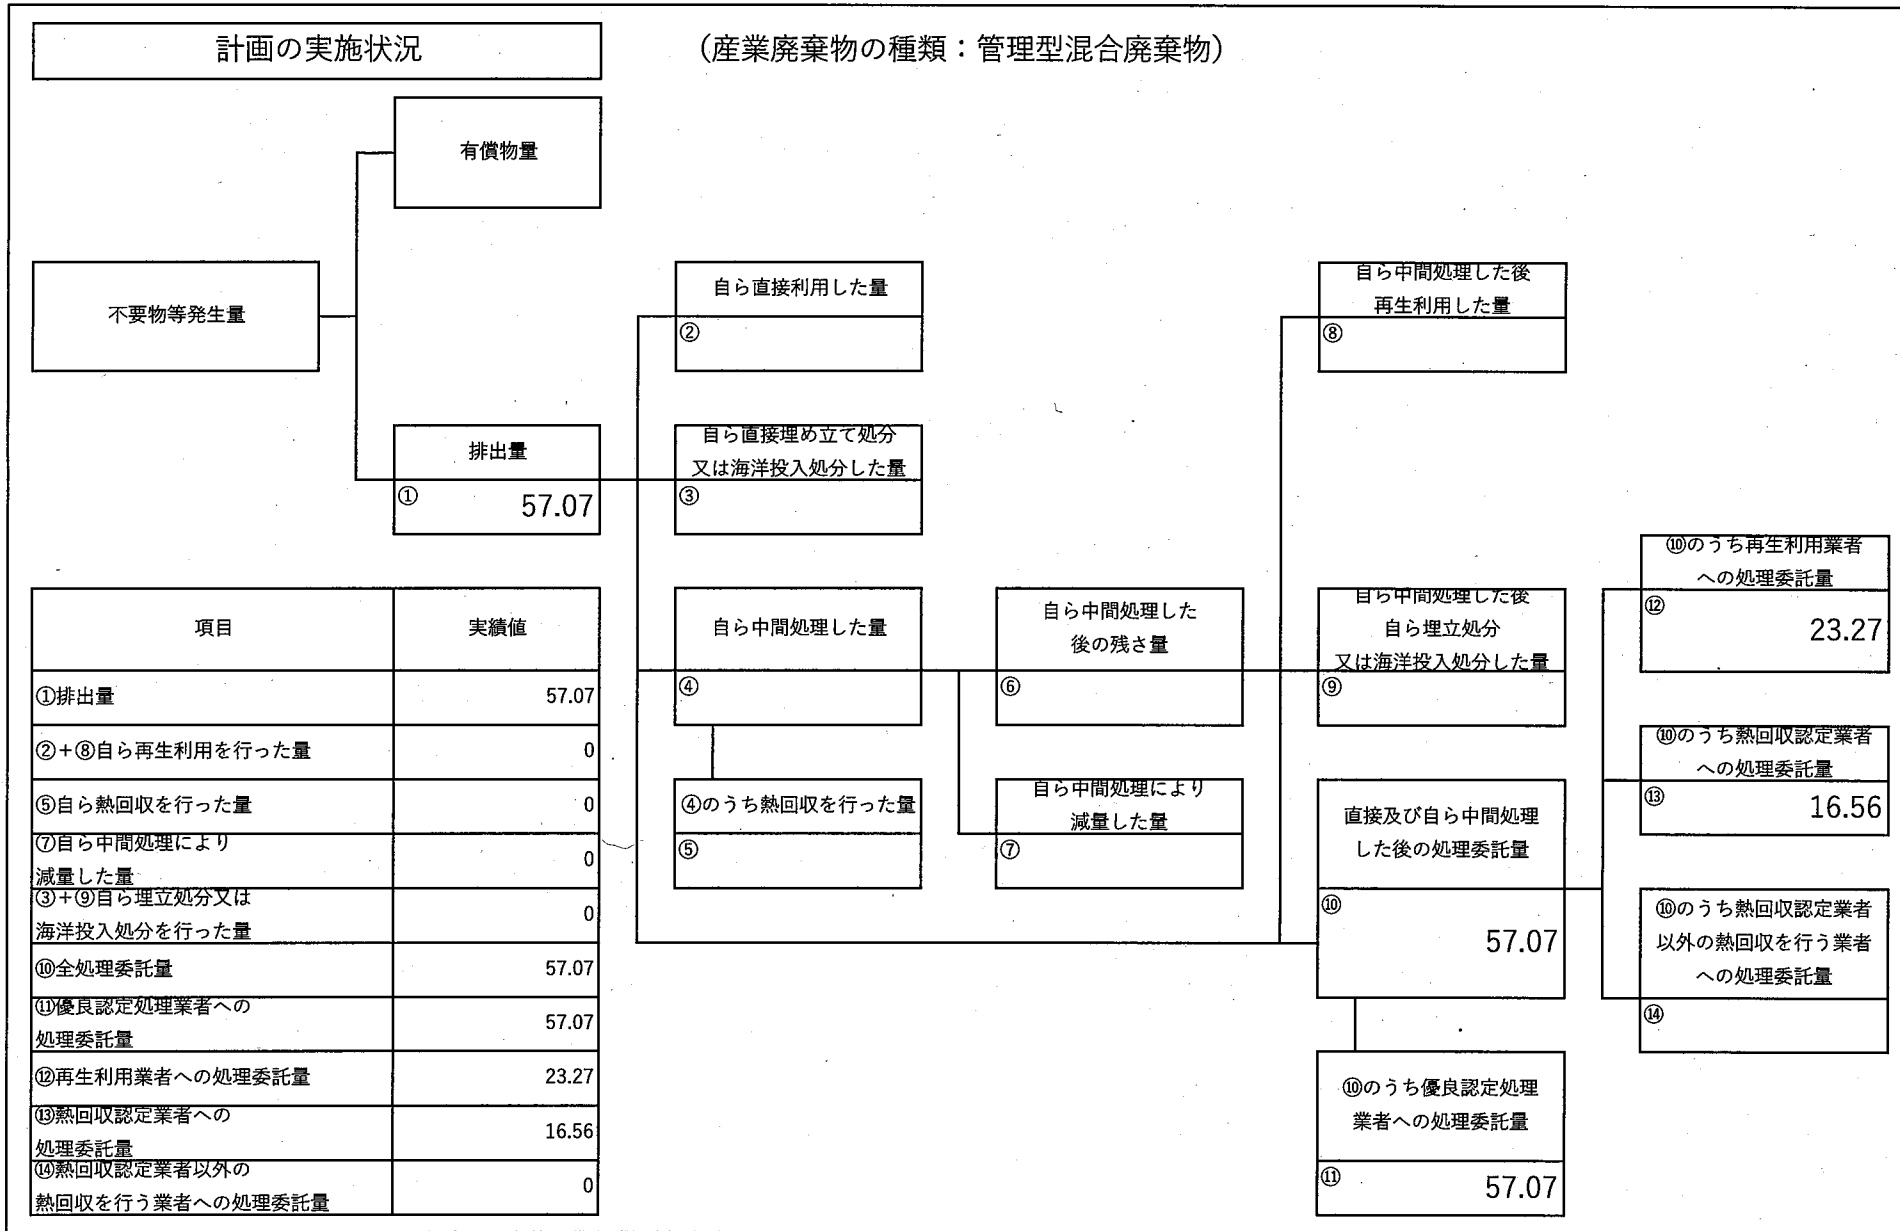 計画の実施状況
（産業廃棄物の種類：管理型混合廃棄物）
有償物量
不要物等発生量
自ら直接利用した量
②
自ら中間処理した後
再生利用した量
⑧
排出量
① 57.07
自ら直接埋め立て処分
又は海洋投入処分した量
③
項目 実績値
①排出量 57.07
②＋⑧自ら再生利用を行った量 0
⑤自ら熱回収を行った量 0
⑦自ら中間処理により
減量した量 0
③＋⑨自ら埋立処分又は
海洋投入処分を行った量 0
⑩全処理委託量 57.07
⑪優良認定処理業者への
処理委託量 57.07
⑫再生利用業者への処理委託量 23.27
⑬熱回収認定業者への
処理委託量 16.56
⑭熱回収認定業者以外の
熱回収を行う業者への処理委託量 0
自ら中間処理した量
④
④のうち熱回収を行った量
⑤
自ら中間処理した
後の残さ量
⑥
自ら中間処理により
減量した量
⑦
自ら中間処理した後
自ら埋立処分
又は海洋投入処分した量
⑨
直接及び自ら中間処理
した後の処理委託量
⑩
57.07
⑩のうち優良認定処理
業者への処理委託量
⑪ 57.07
⑩のうち再生利用業者
への処理委託量
⑫
23.27
⑩のうち熱回収認定業者
への処理委託量
⑬ 16.56
⑩のうち熱回収認定業者
以外の熱回収を行う業者
への処理委託量
⑭